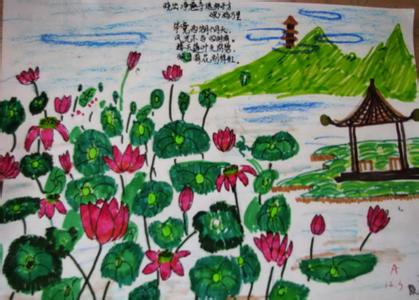 晓出净慈寺送林子方
杨万里
毕竟西湖六月中,
风光不与四时同。
接天莲叶无穷碧,
映日荷花别样红。
A